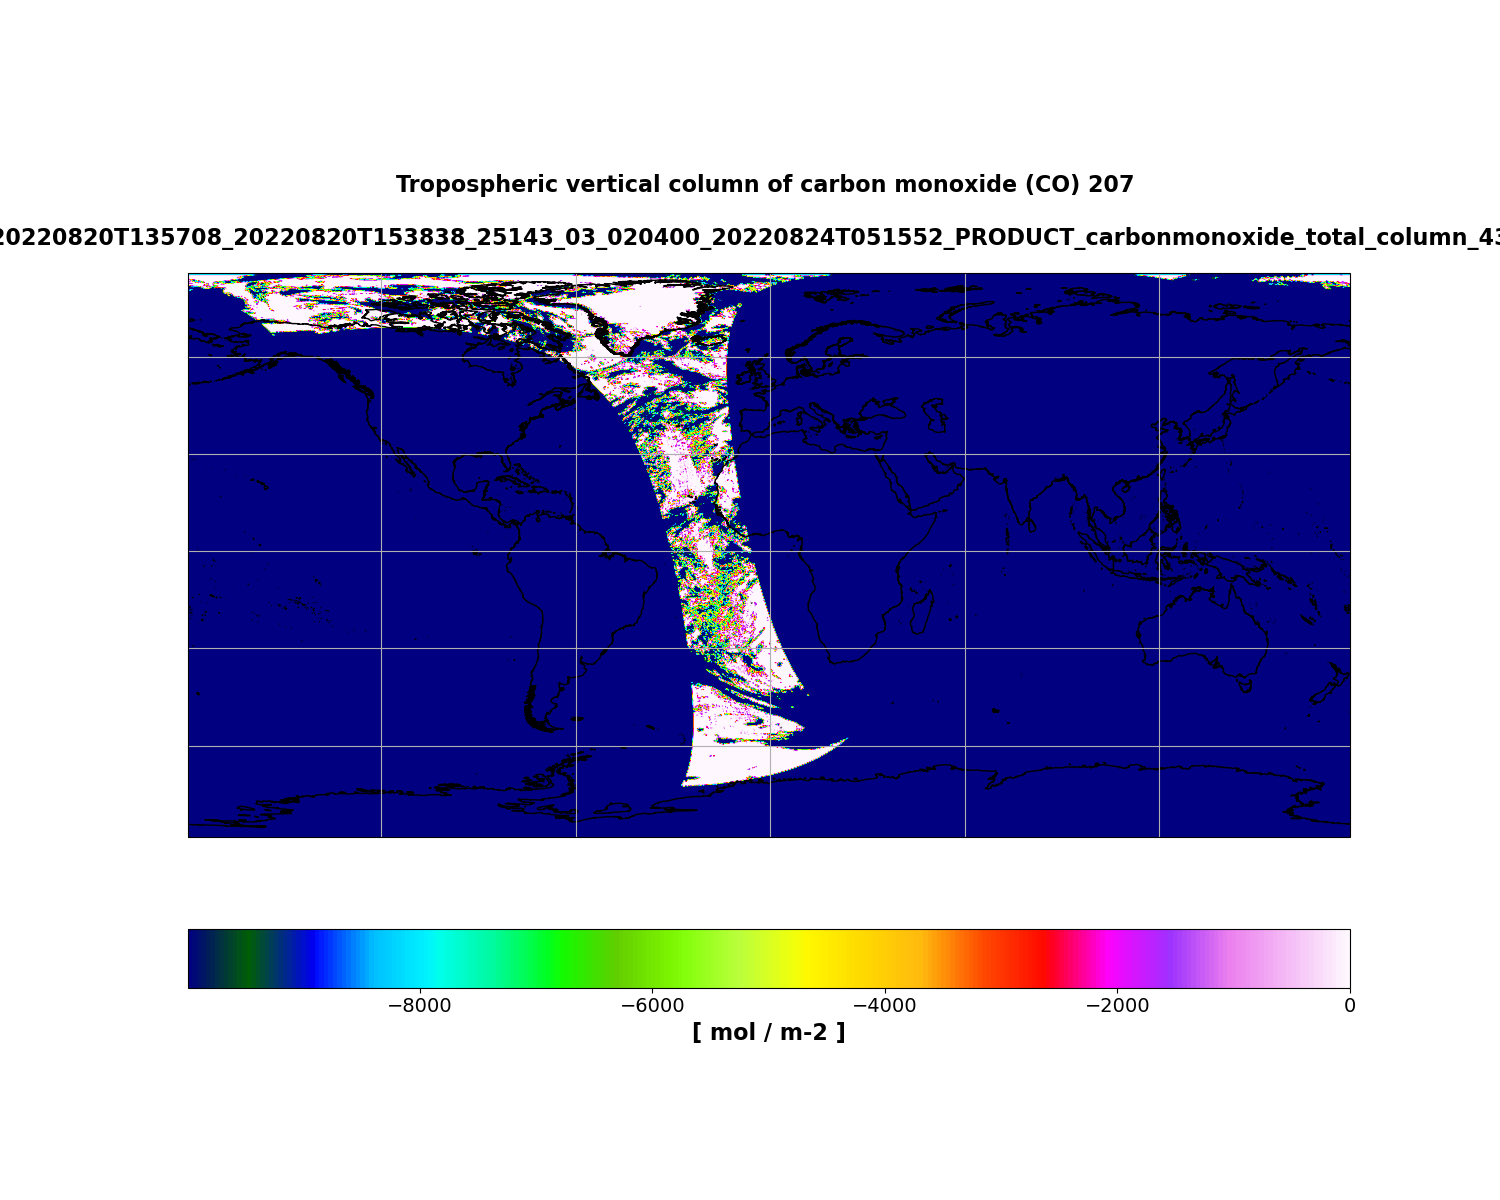 Tropospheric vertical column of carbon monoxide (CO) 207
20220820T135708_20220820T153838_25143_03_020400_20220824T051552_PRODUCT_carbonmonoxide_total_column_43
−8000 −6000 −4000 −2000 0
[ mol / m-2 ]